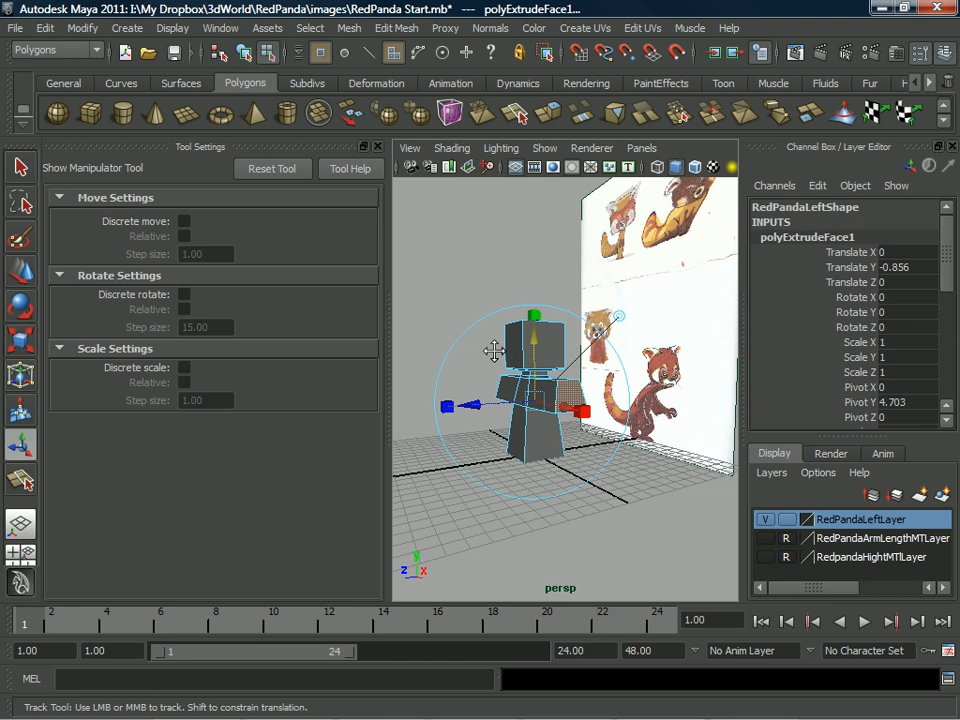 Autodesk Maya 2011: I:\My Dropbox\3dWorld\RedPanda\images\RedPanda Start.mb* --- polyExtrudeFace1...
File Edit Modify Create Display Window Assets Select Mesh Edit Mesh Proxy Normals Color Create UVs Edit UVs Muscle Help
Polygons
General Curves Surfaces Polygons Subdivs Deformation Animation Dynamics Rendering PaintEffects Toon Muscle Fluids Fur
Tool Settings
Show Manipulator Tool Reset Tool Tool Help
Move Settings
Discrete move:
Relative:
Step size: 1.00
Rotate Settings
Discrete rotate:
Relative:
Step size: 15.00
Scale Settings
Discrete scale:
Relative:
Step size: 1.00
View Shading Lighting Show Renderer Panels
y
z x
persp
Channel Box / Layer Editor
Channels Edit Object Show
RedPandaLeftShape
INPUTS
polyExtrudeFace1
Translate X 0
Translate Y -0.856
Translate Z 0
Rotate X 0
Rotate Y 0
Rotate Z 0
Scale X 1
Scale Y 1
Scale Z 1
Pivot X 0
Pivot Y 4.703
Pivot Z 0
Display Render Anim
Layers Options Help
V RedPandaLeftLayer
R RedPandaArmLengthMTLayer
R RedpandaHightMTlLayer
1 2 4 6 8 10 12 14 16 18 20 22 24 1.00
1.00 1.00 1 24 24.00 48.00 No Anim Layer No Character Set
MEL
Track Tool: Use LMB or MMB to track. Shift to constrain translation.